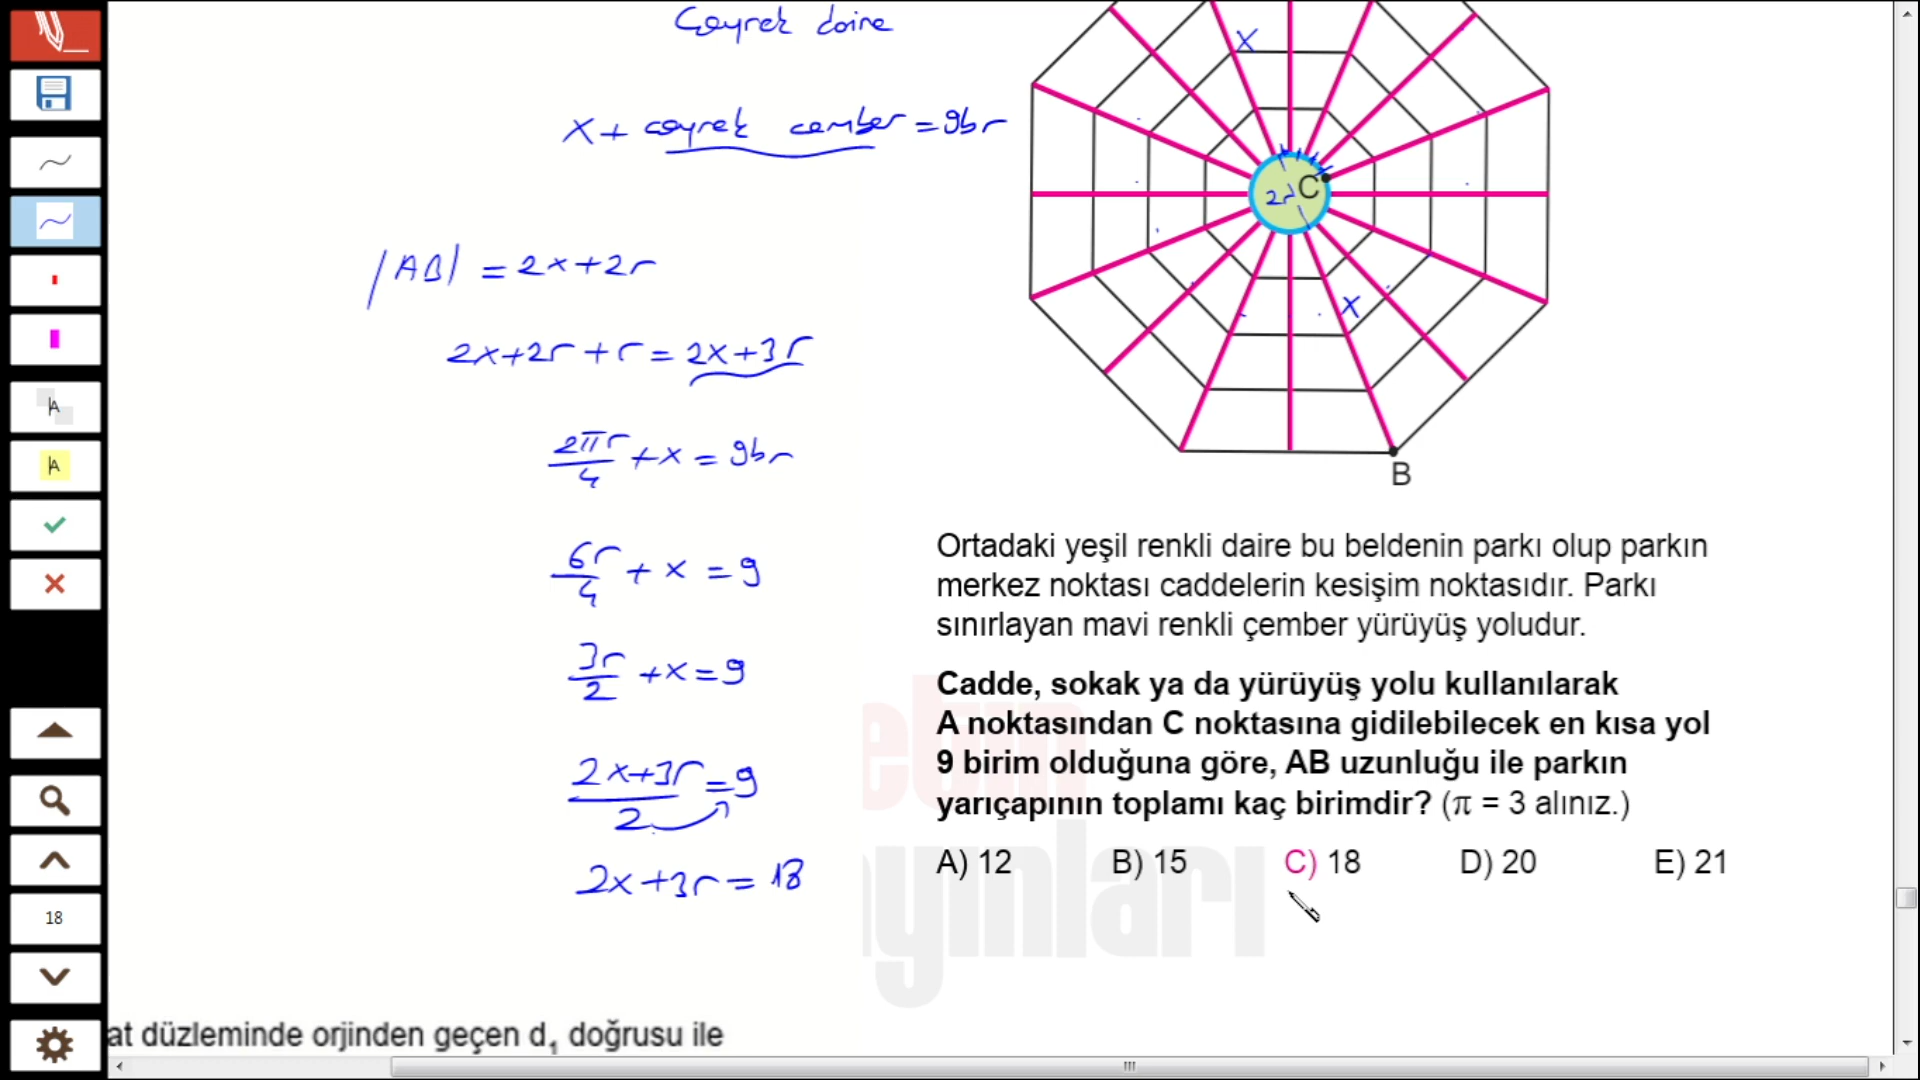 Çeyrek daire
x + çeyrek çember = 9br
|AB| = 2x+2r
2x+2r+r = 2x+3r
2πr/4 + x = 9br
6r/4 + x = 9
3r/2 + x = 9
2x+3r/2 = 9
2x+3r = 18
x
2r C
x
B
Ortadaki yeşil renkli daire bu beldenin parkı olup parkın
merkez noktası caddelerin kesişim noktasıdır. Parkı
sınırlayan mavi renkli çember yürüyüş yoludur.
Cadde, sokak ya da yürüyüş yolu kullanılarak
A noktasından C noktasına gidilebilecek en kısa yol
9 birim olduğuna göre, AB uzunluğu ile parkın
yarıçapının toplamı kaç birimdir? (π = 3 alınız.)
A) 12 B) 15 C) 18 D) 20 E) 21
at düzleminde orjinden geçen d₁ doğrusu ile
A
A
18